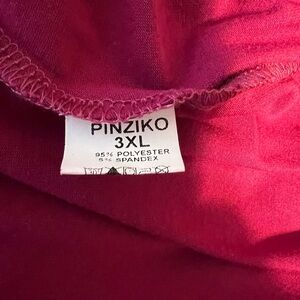 PINZIKO
3XL
95% POLYESTER
5% SPANDEX